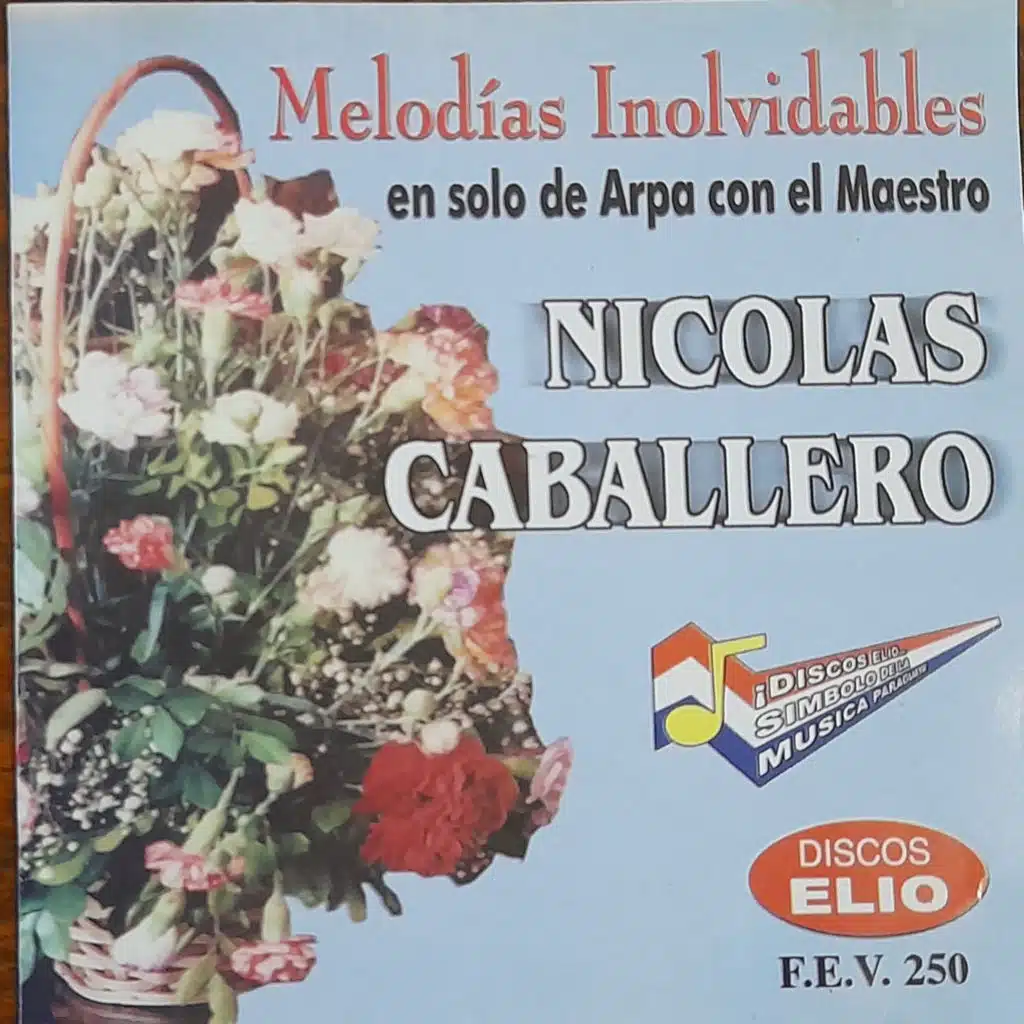 Melodías Inolvidables
en solo de Arpa con el Maestro
NICOLAS
CABALLERO
¡DISCOS ELIO...
SIMBOLO DE LA
MUSICA PARAGUAYA
DISCOS
ELIO
F.E.V. 250